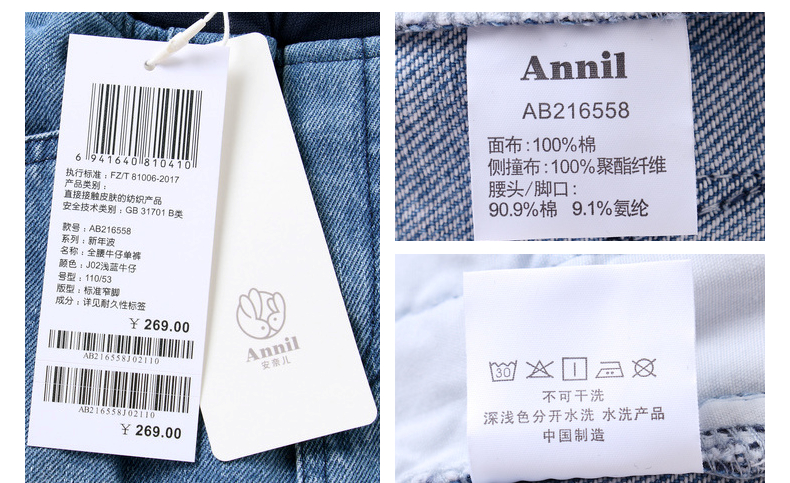 6 941640 810410
执行标准：FZ/T 81006-2017
产品类别：
直接接触皮肤的纺织产品
安全技术类别：GB 31701 B类
款号：AB216558
系列：新年波
名称：全腰牛仔单裤
颜色：J02浅蓝牛仔
号型：110/53
版型：标准窄脚
成分：详见耐久性标签
￥ 269.00
AB216558J02110
AB216558J02110
￥ 269.00
Annil
安奈儿
Annil
AB216558
面布:100%棉
侧撞布:100%聚酯纤维
腰头/脚口:
90.9%棉 9.1%氨纶
30
不可干洗
深浅色分开水洗 水洗产品
中国制造